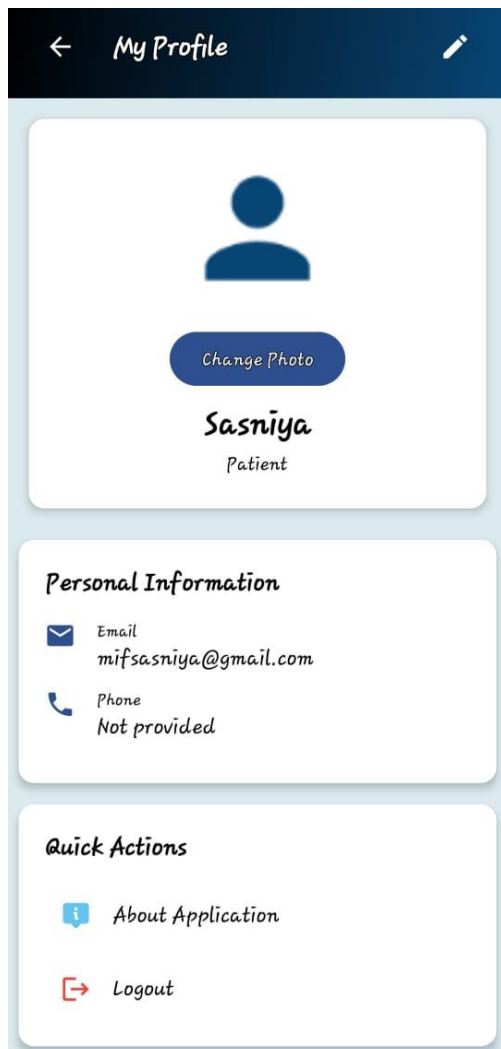 My Profile
Change Photo
Sasniya
Patient
Personal Information
Email
mifsasniya@gmail.com
Phone
Not provided
Quick Actions
About Application
Logout